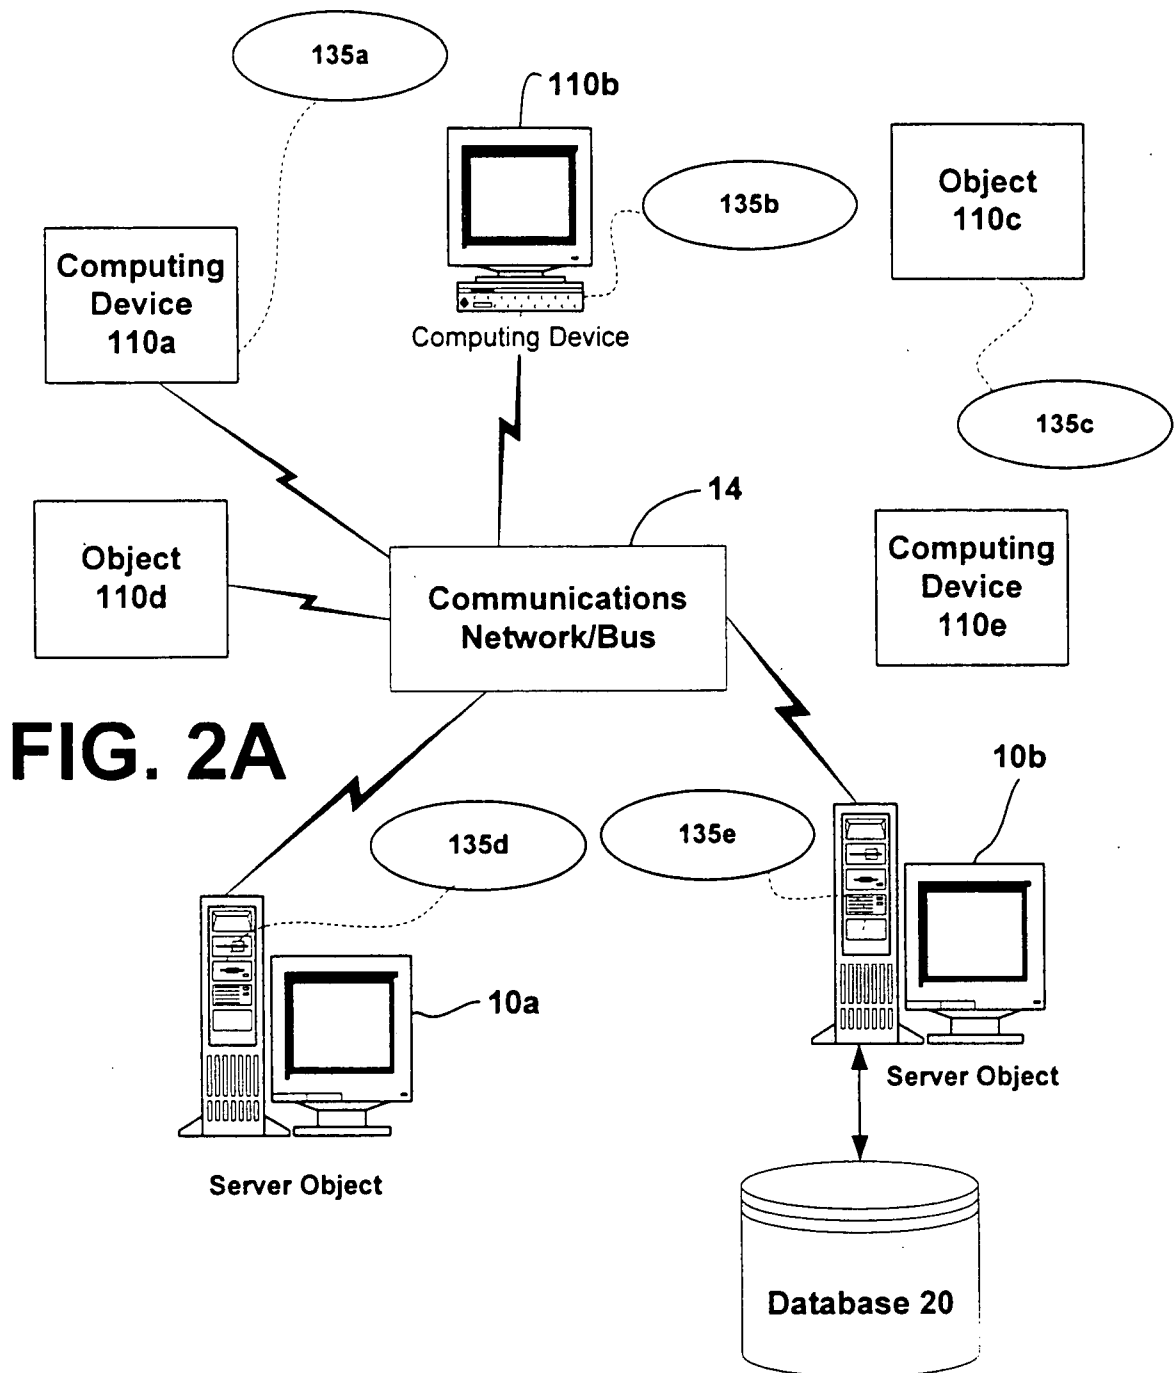 135a
110b
135b
Object
110c
Computing
Device
110a
Computing Device
135c
14
Object
110d
Communications
Network/Bus
Computing
Device
110e
FIG. 2A
10b
135d
135e
10a
Server Object
Server Object
Database 20